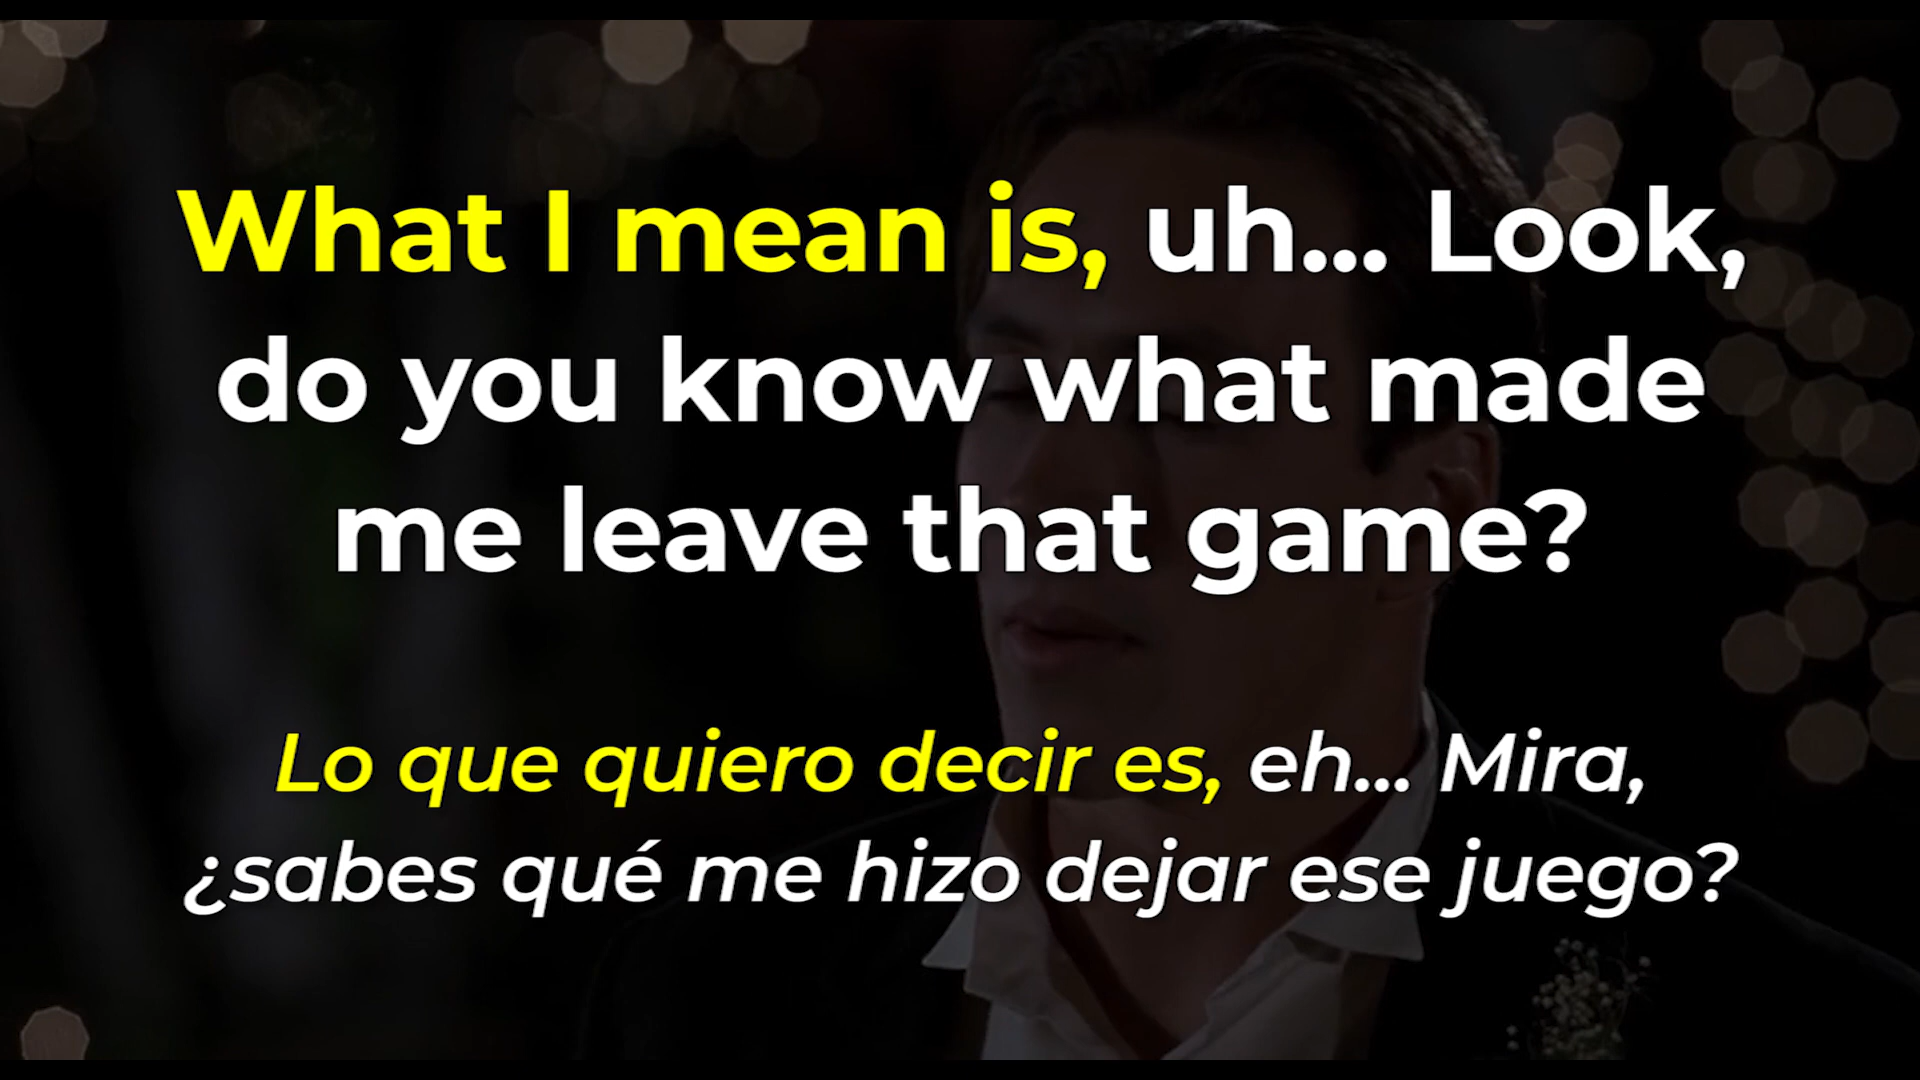 What I mean is, uh... Look,
do you know what made
me leave that game?
Lo que quiero decir es, eh... Mira,
¿sabes qué me hizo dejar ese juego?